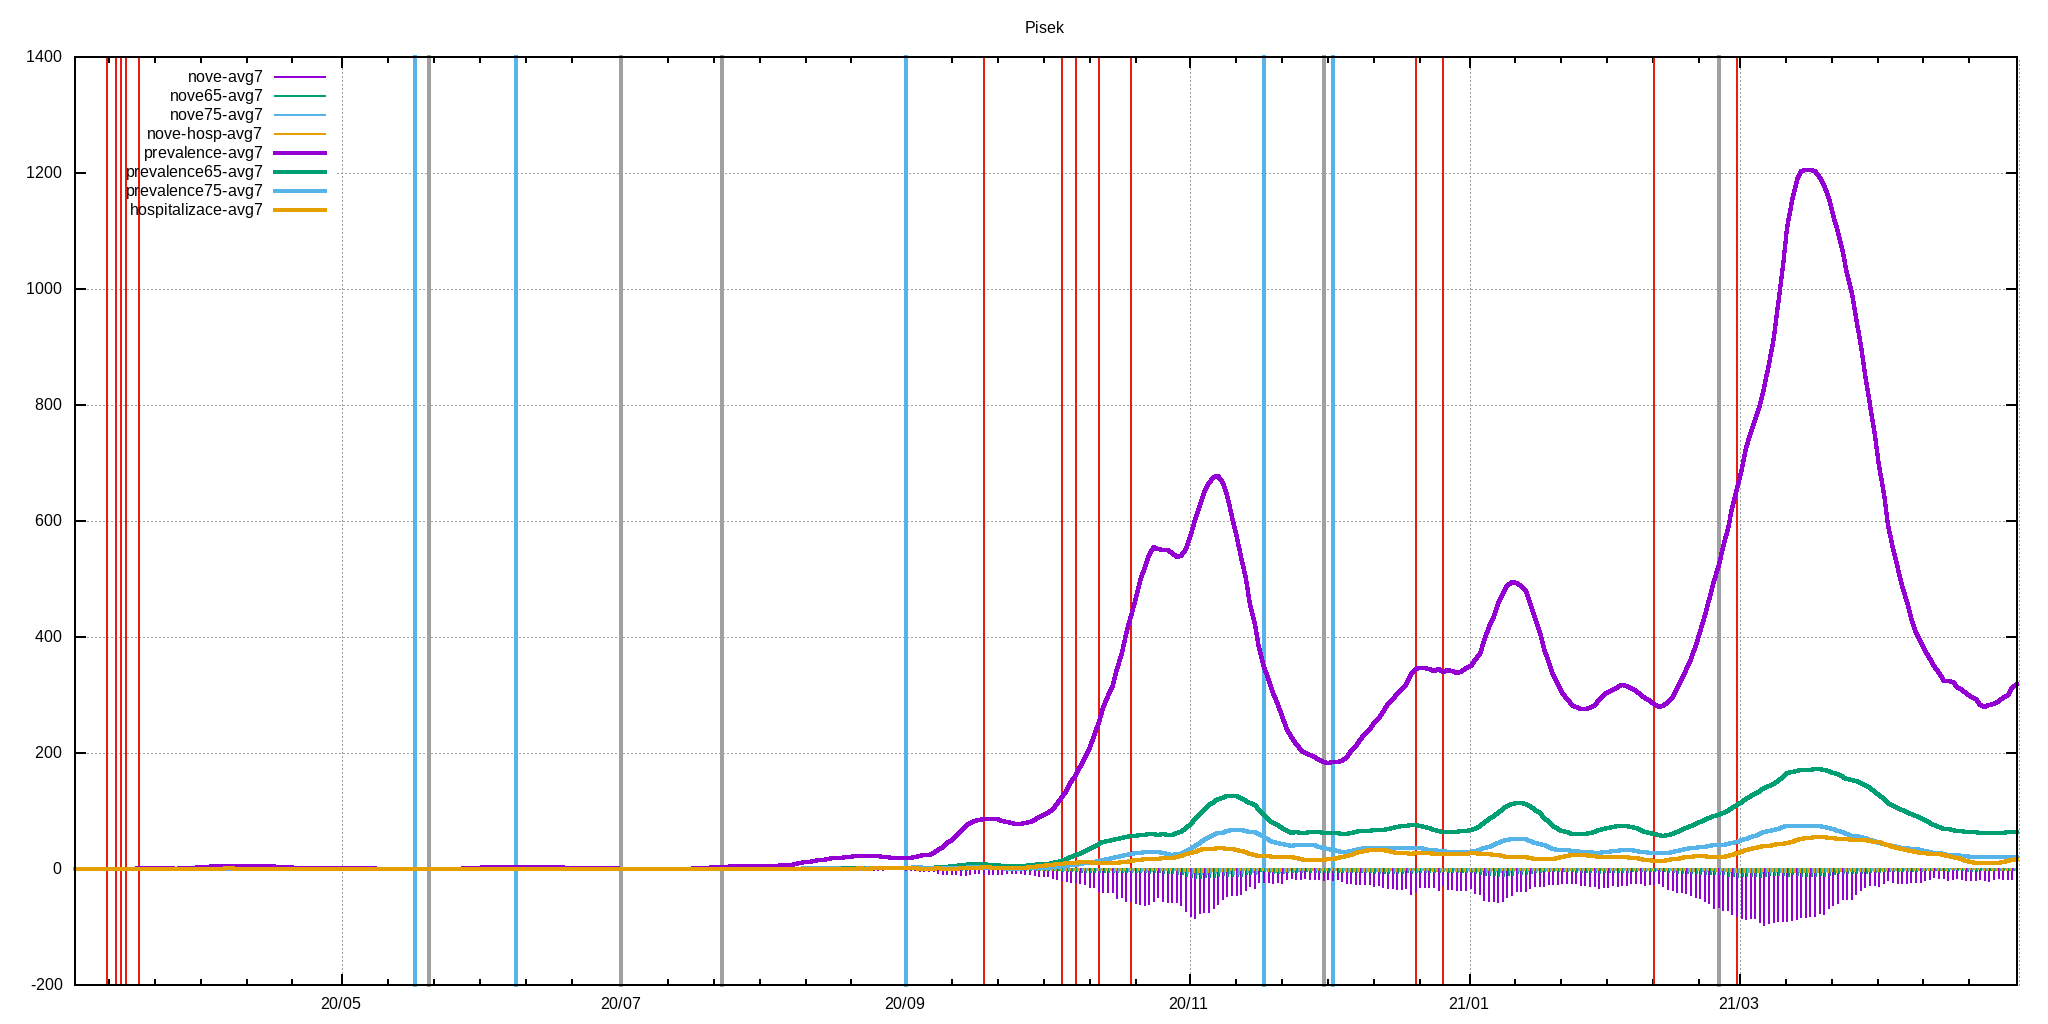 Pisek
1400
1200
1000
800
600
400
200
0
-200
nove-avg7
nove65-avg7
nove75-avg7
nove-hosp-avg7
prevalence-avg7
prevalence65-avg7
prevalence75-avg7
hospitalizace-avg7
20/05 20/07 20/09 20/11 21/01 21/03